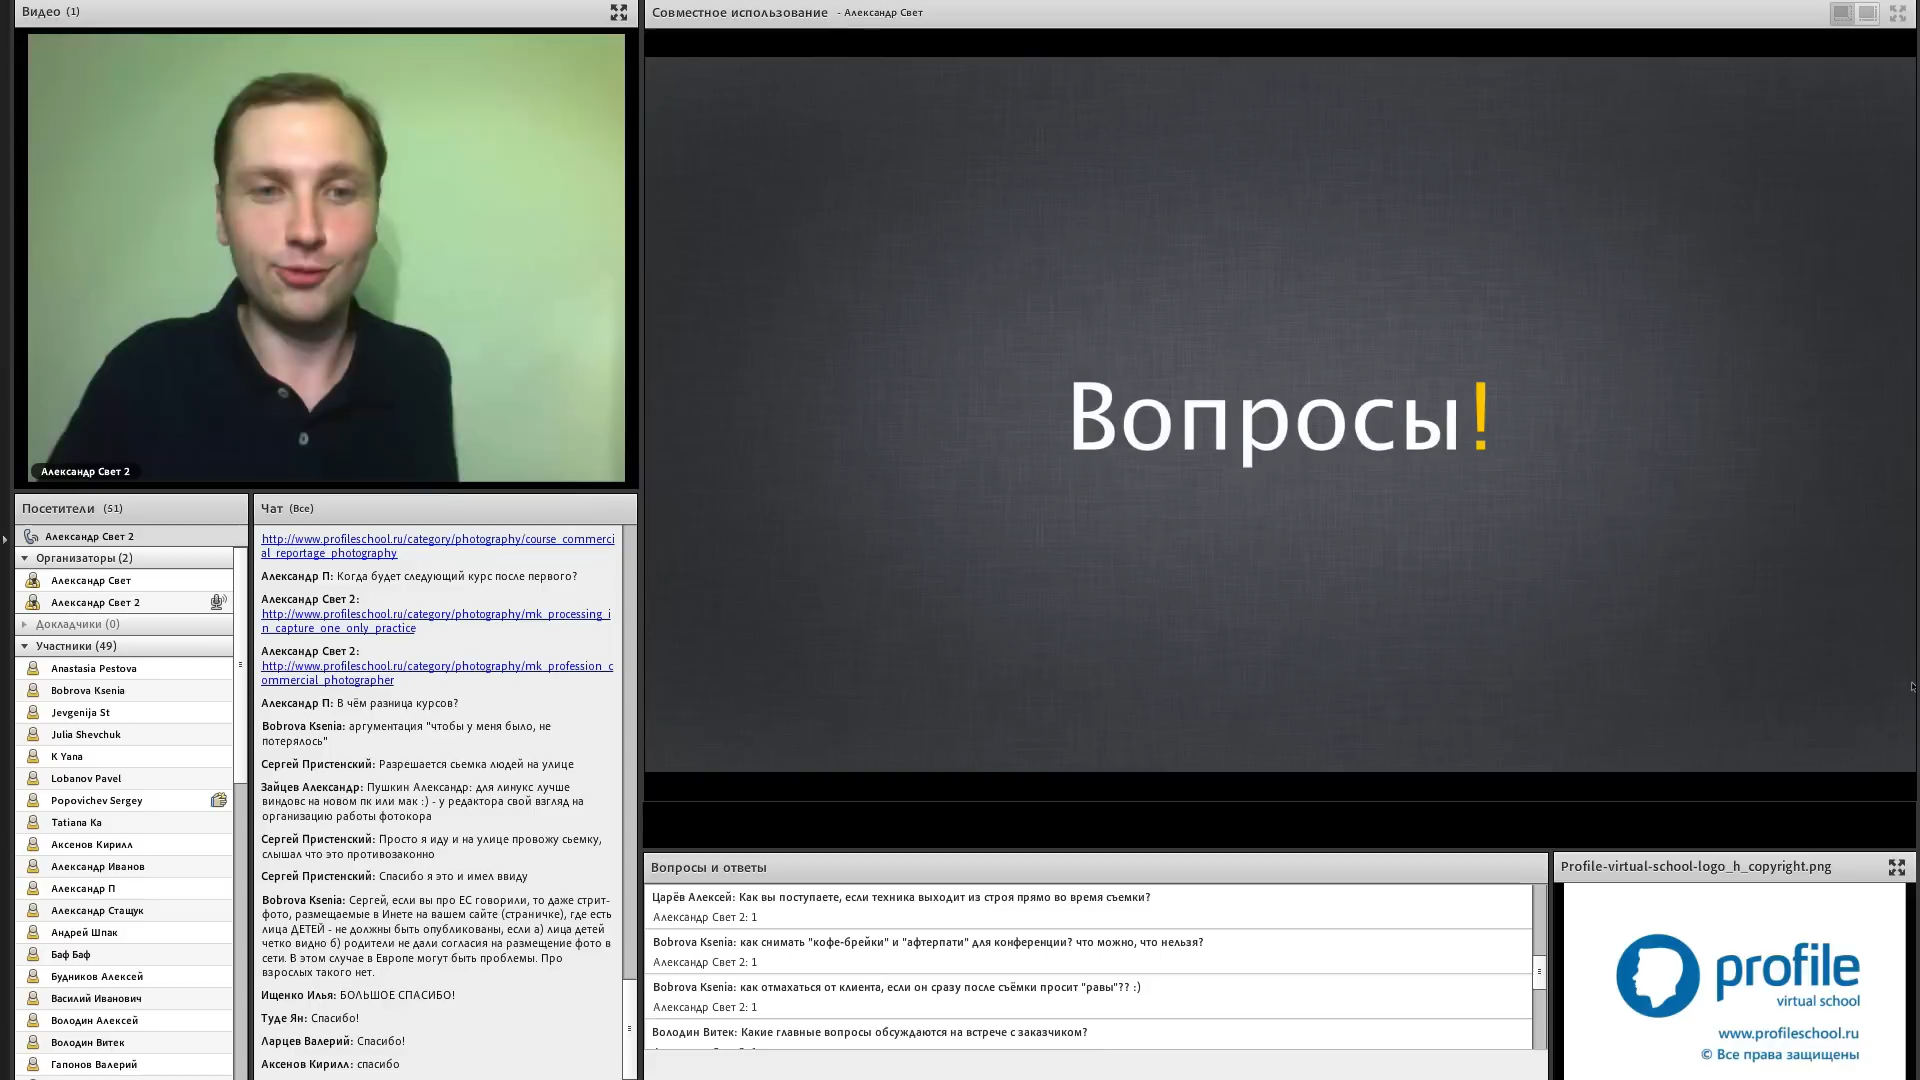 Видео (1)
Александр Свет 2
Посетители (51)
Александр Свет 2
Организаторы (2)
Александр Свет
Александр Свет 2
Докладчики (0)
Участники (49)
Anastasia Pestova
Bobrova Ksenia
Jevgenija St
Julia Shevchuk
K Yana
Lobanov Pavel
Popovichev Sergey
Tatiana Ka
Аксенов Кирилл
Александр Иванов
Александр П
Александр Стащук
Андрей Шпак
Баф Баф
Будников Алексей
Василий Иванович
Володин Алексей
Володин Витек
Гапонов Валерий
Чат (Все)
http://www.profileschool.ru/category/photography/course_commerci
al_reportage_photography
Александр П: Когда будет следующий курс после первого?
Александр Свет 2:
http://www.profileschool.ru/category/photography/mk_processing_i
n_capture_one_only_practice
Александр Свет 2:
http://www.profileschool.ru/category/photography/mk_profession_c
ommercial_photographer
Александр П: В чём разница курсов?
Bobrova Ksenia: аргументация "чтобы у меня было, не
потерялось"
Сергей Пристенский: Разрешается сьемка людей на улице
Зайцев Александр: Пушкин Александр: для линукс лучше
виндовс на новом пк или мак :) - у редактора свой взгляд на
организацию работы фотокора
Сергей Пристенский: Просто я иду и на улице провожу сьемку,
слышал что это противозаконно
Сергей Пристенский: Спасибо я это и имел ввиду
Bobrova Ksenia: Сергей, если вы про ЕС говорили, то даже стрит-
фото, размещаемые в Инете на вашем сайте (страничке), где есть
лица ДЕТЕЙ - не должны быть опубликованы, если а) лица детей
четко видно б) родители не дали согласия на размещение фото в
сети. В этом случае в Европе могут быть проблемы. Про
взрослых такого нет.
Ищенко Илья: БОЛЬШОЕ СПАСИБО!
Туде Ян: Спасибо!
Ларцев Валерий: Спасибо!
Аксенов Кирилл: спасибо
Совместное использование - Александр Свет
Вопросы!
Вопросы и ответы
Царёв Алексей: Как вы поступаете, если техника выходит из строя прямо во время съемки?
Александр Свет 2: 1
Bobrova Ksenia: как снимать "кофе-брейки" и "афтерпати" для конференции? что можно, что нельзя?
Александр Свет 2: 1
Bobrova Ksenia: как отмахаться от клиента, если он сразу после съёмки просит "равы"?? :)
Александр Свет 2: 1
Володин Витек: Какие главные вопросы обсуждаются на встрече с заказчиком?
Profile-virtual-school-logo_h_copyright.png
profile
virtual school
www.profileschool.ru
© Все права защищены